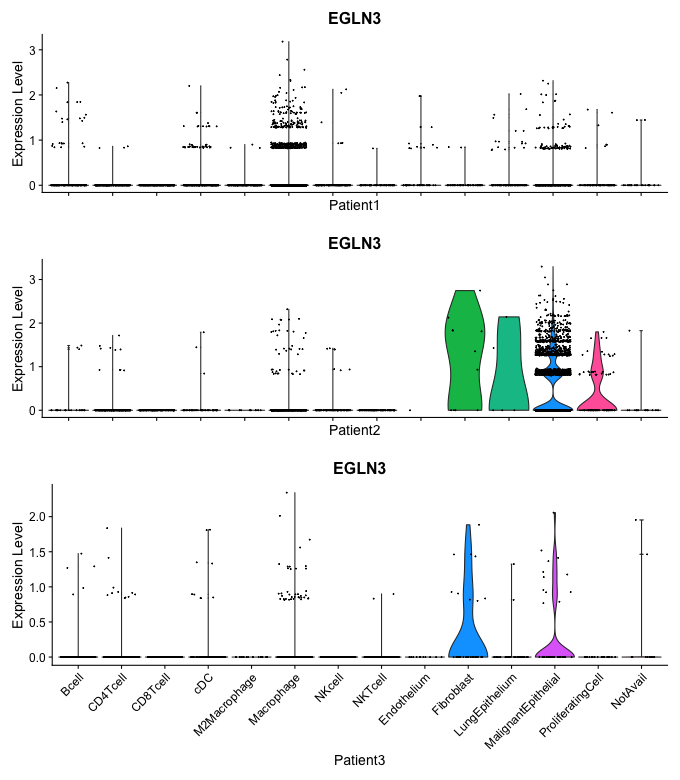 EGLN3
Expression Level
3
2
1
0
Patient1
EGLN3
Expression Level
3
2
1
0
Patient2
EGLN3
Expression Level
2.0
1.5
1.0
0.5
0.0
Bcell
CD4Tcell
CD8Tcell
cDC
M2Macrophage
Macrophage
NKcell
NKTcell
Endothelium
Fibroblast
LungEpithelium
MalignantEpithelial
ProliferatingCell
NotAvail
Patient3